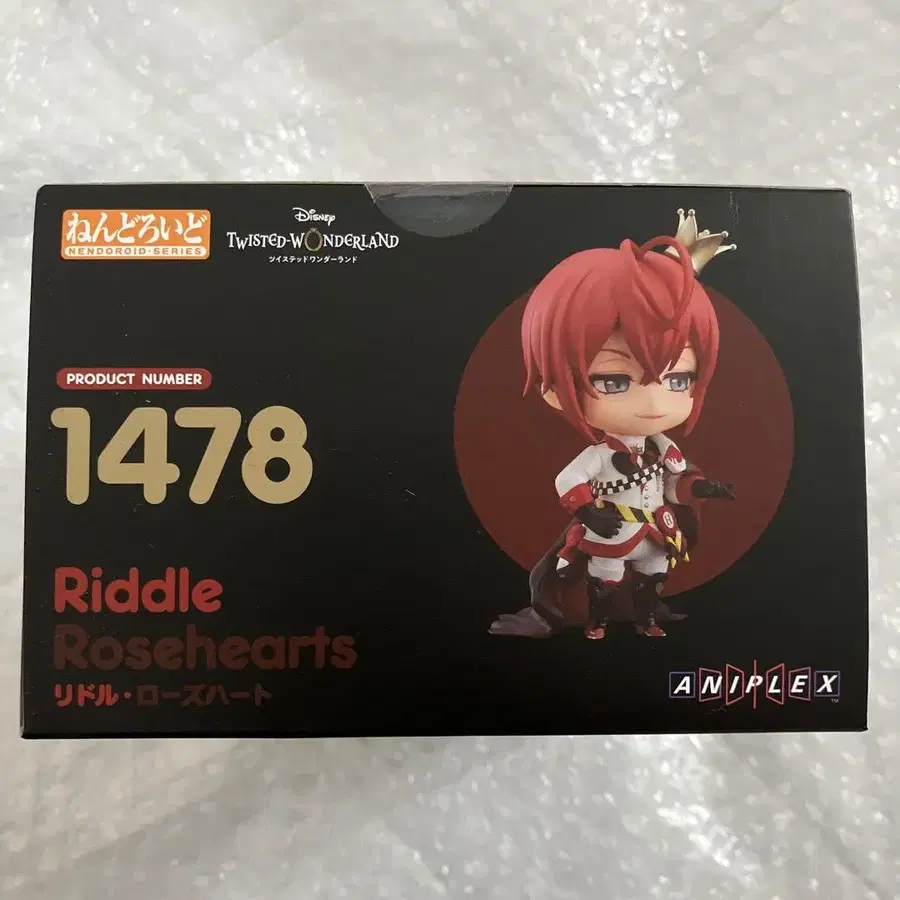 ねんどろいど
NENDOROID-SERIES
Disney
TWISTED-WONDERLAND
ツイステッドワンダーランド
PRODUCT NUMBER
1478
Riddle
Rosehearts
リドル・ローズハート
ANIPLEX
TM